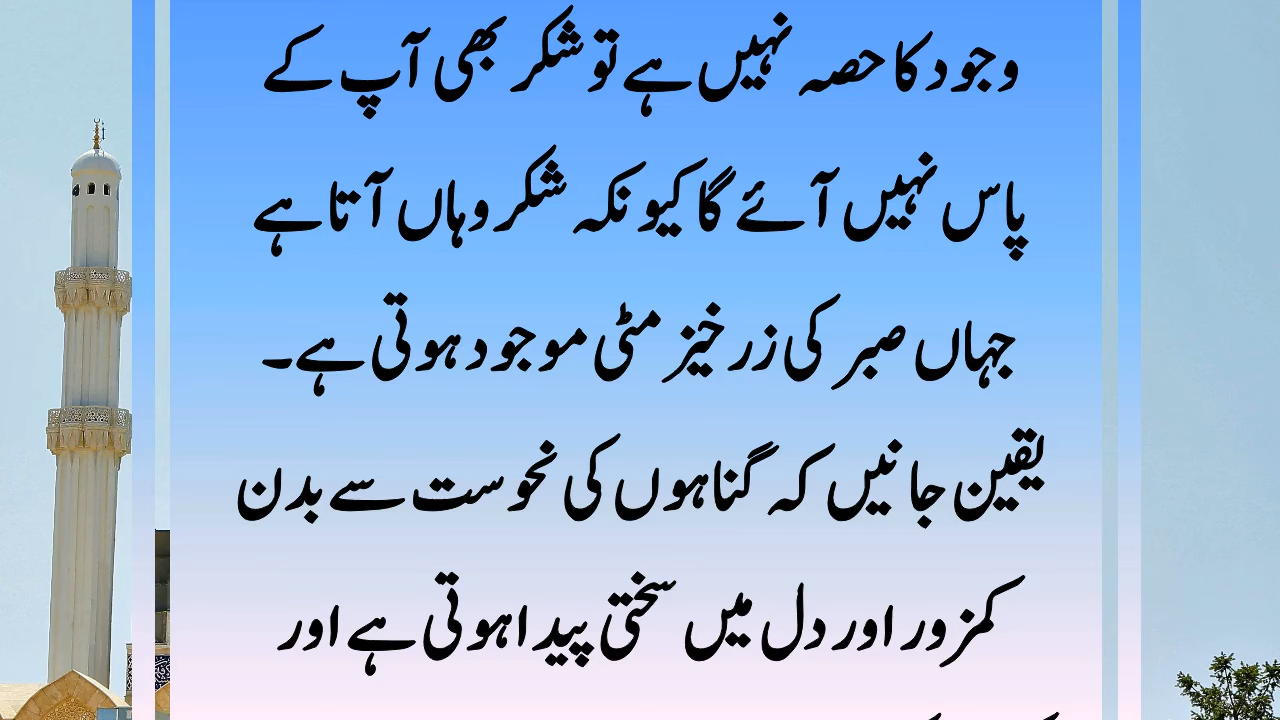 وجود کا حصہ نہیں ہے تو شکر بھی آپ کے
پاس نہیں آئے گا کیونکہ شکر وہاں آتا ہے
جہاں صبر کی زرخیز مٹی موجود ہوتی ہے۔
یقین جانیں کہ گناہوں کی نحوست سے بدن
کمزور اور دل میں سختی پیدا ہوتی ہے اور